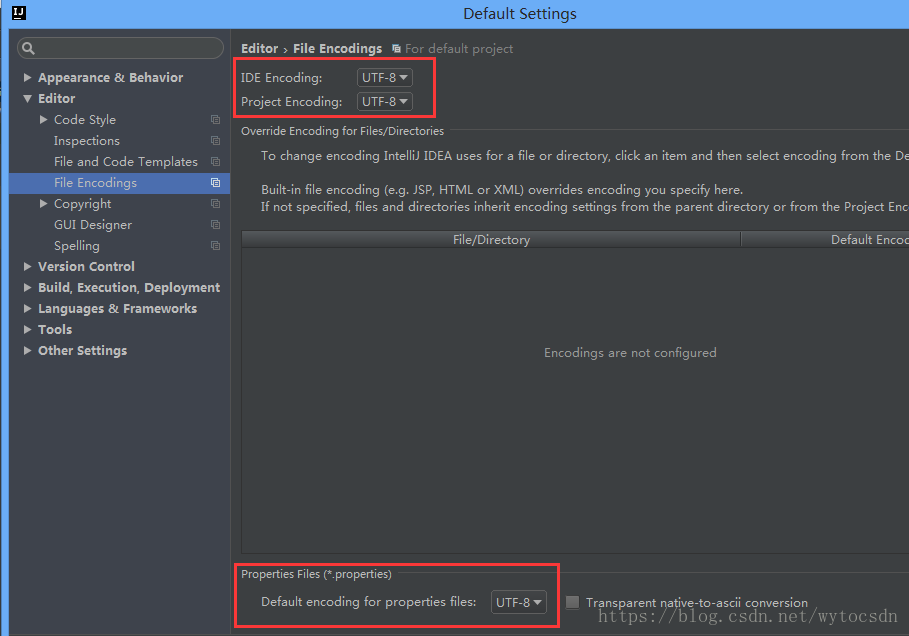 IJ
Default Settings
Editor › File Encodings For default project
Appearance & Behavior
Editor
Code Style
Inspections
File and Code Templates
File Encodings
Copyright
GUI Designer
Spelling
Version Control
Build, Execution, Deployment
Languages & Frameworks
Tools
Other Settings
IDE Encoding: UTF-8
Project Encoding: UTF-8
Override Encoding for Files/Directories
To change encoding IntelliJ IDEA uses for a file or directory, click an item and then select encoding from the De
Built-in file encoding (e.g. JSP, HTML or XML) overrides encoding you specify here.
If not specified, files and directories inherit encoding settings from the parent directory or from the Project Enc
File/Directory Default Encod
Encodings are not configured
Properties Files (*.properties)
Default encoding for properties files: UTF-8 Transparent native-to-ascii conversion
https://blog.csdn.net/wytocsdn